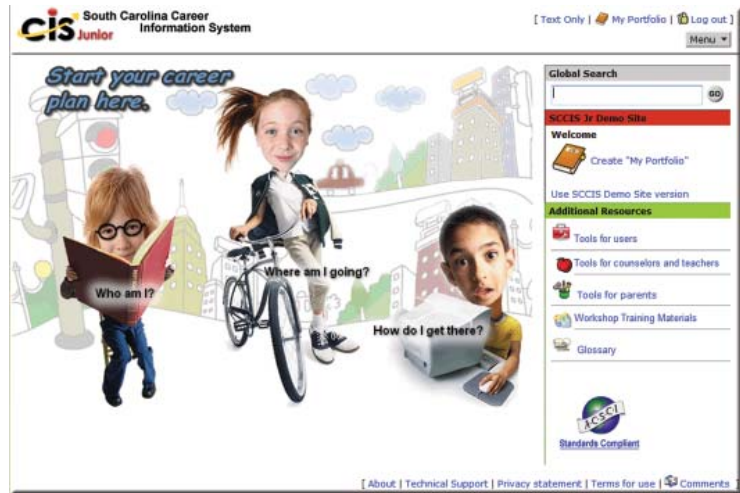 cis Junior
South Carolina Career
Information System
[ Text Only | My Portfolio | Log out ]
Menu
Start your career
plan here.
Who am I?
Where am I going?
How do I get there?
Global Search
GO
SCCIS Jr Demo Site
Welcome
Create "My Portfolio"
Use SCCIS Demo Site version
Additional Resources
Tools for users
Tools for counselors and teachers
Tools for parents
Workshop Training Materials
Glossary
A·C·S·C·I
Standards Compliant
[ About | Technical Support | Privacy statement | Terms for use | Comments ]